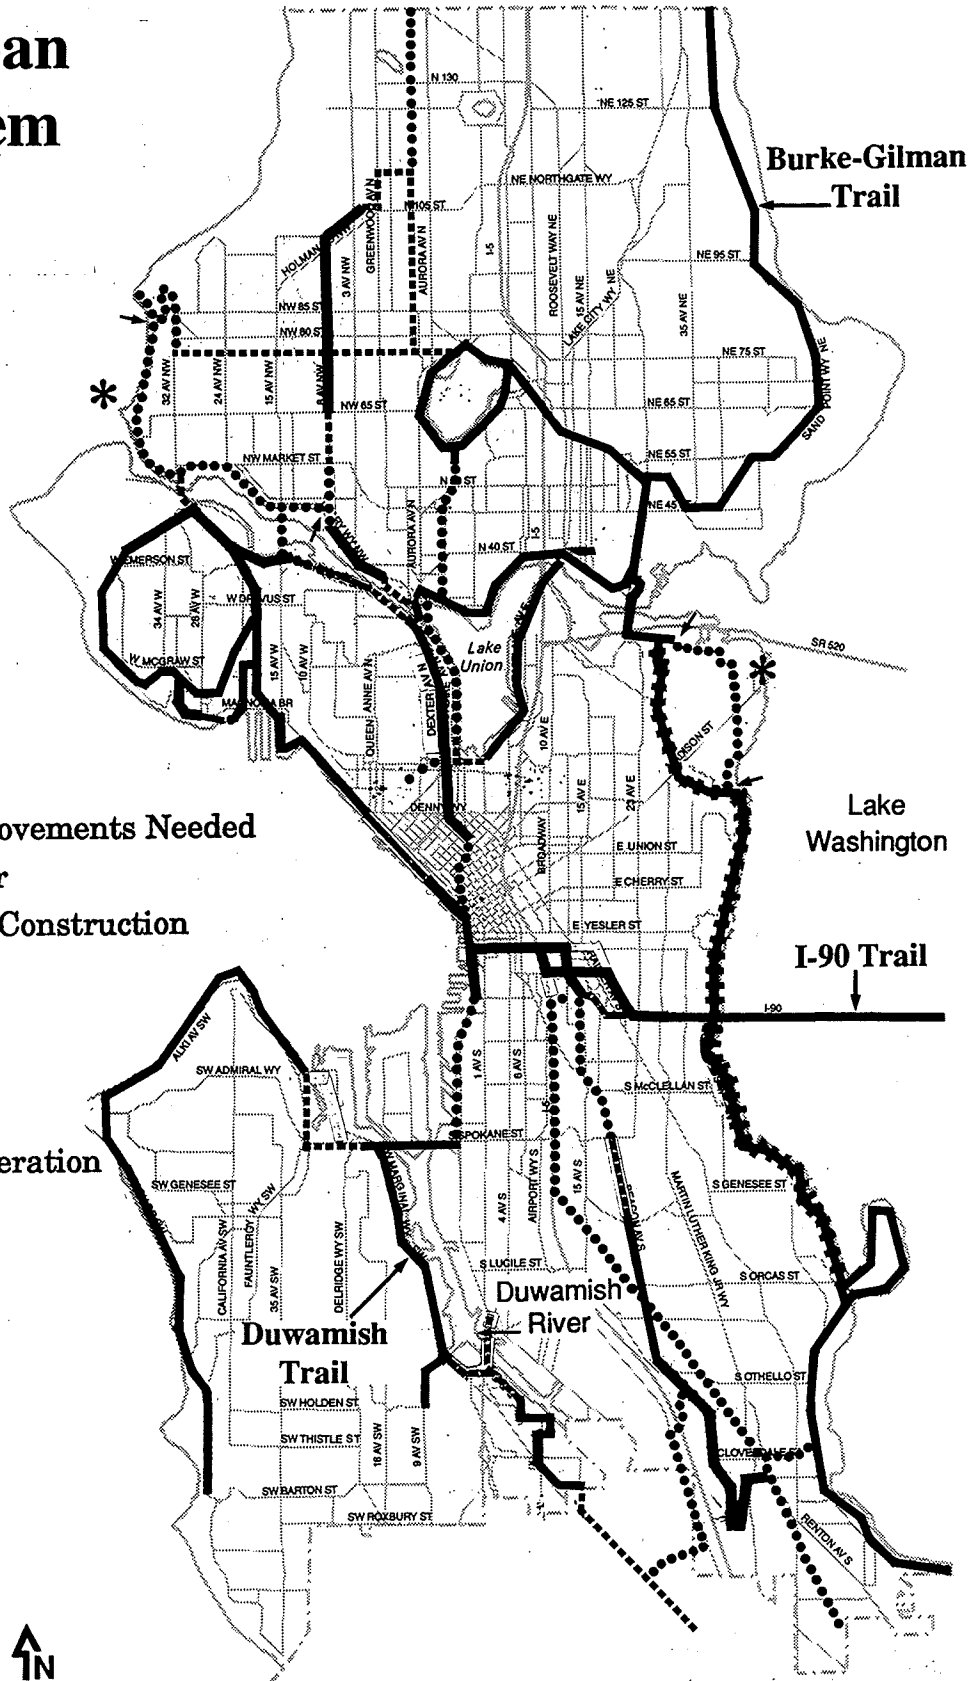 an
em
N 130
NE 125 ST
Burke-Gilman
Trail
NE NORTHGATE WY
N 105 ST
GREENWOOD AV N
HOLMAN
3 AV NW
AURORA AV N
I-5
ROOSEVELT WAY NE
15 AV NE
LAKE CITY WY NE
NE 95 ST
35 AV NE
NW 85 ST
NW 80 ST
NE 75 ST
32 AV NW
24 AV NW
15 AV NW
8 AV NW
NW 65 ST
NE 65 ST
SAND POINT WY NE
NW MARKET ST
NE 55 ST
N
ST
NE 45
AURORA AV N
I-5
N 40 ST
W EMERSON ST
W DRAVUS ST
34 AV W
28 AV W
W MCGRAW ST
15 AV W
10 AV W
Lake
Union
SR 520
MAGNOLIA BR
QUEEN ANNE AV N
DEXTER AV N
10 AV E
15 AV E
23 AV E
DENNY WY
BROADWAY
Lake
Washington
ovements Needed
r
Construction
E UNION ST
E CHERRY ST
E YESLER ST
I-90 Trail
I-90
ALKI AV SW
SW ADMIRAL WY
1 AV S
6 AV S
I-5
S McCLELLAN ST
SPOKANE ST
eration
SW GENESEE ST
S GENESEE ST
4 AV S
AIRPORT WY S
15 AV S
BEACON AV S
MARTIN LUTHER KING JR WY
CALIFORNIA AV SW
FAUNTLEROY WY SW
35 AV SW
DELRIDGE WY SW
S LUCILE ST
S ORCAS ST
Duwamish
River
Duwamish
Trail
S OTHELLO ST
SW HOLDEN ST
SW THISTLE ST
16 AV SW
9 AV SW
SW BARTON ST
SW ROXBURY ST
RENTON AV S
N